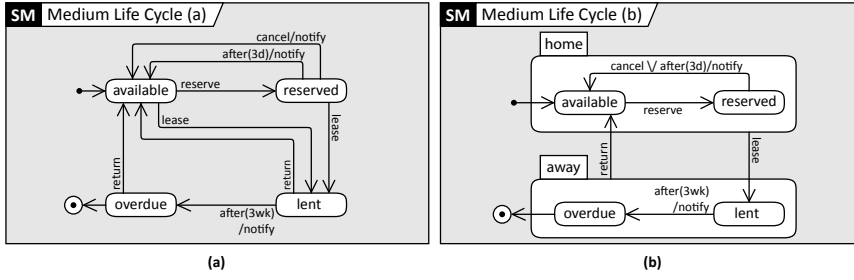 SM Medium Life Cycle (a)
cancel/notify
after(3d)/notify
available
reserve
reserved
lease
lease
return
return
overdue
after(3wk)
/notify
lent
(a)
SM Medium Life Cycle (b)
home
cancel \/ after(3d)/notify
available
reserve
reserved
return
lease
away
overdue
after(3wk)
/notify
lent
(b)